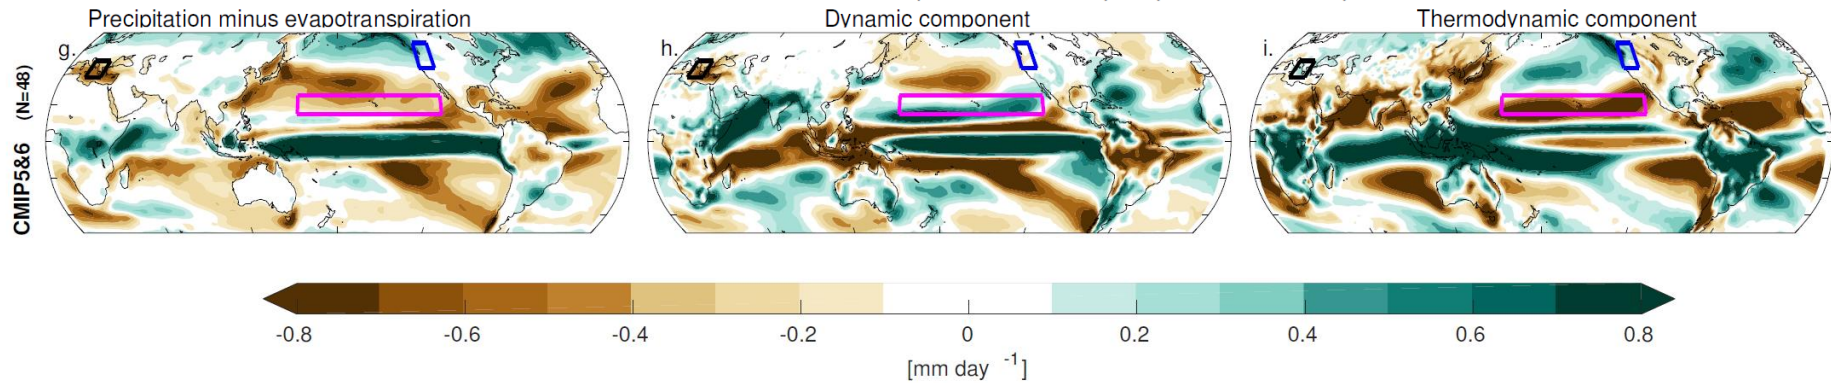 Precipitation minus evapotranspiration
Dynamic component
Thermodynamic component
g.
h.
i.
CMIP5&6 (N=48)
-0.8
-0.6
-0.4
-0.2
0
0.2
0.4
0.6
0.8
[mm day -1]